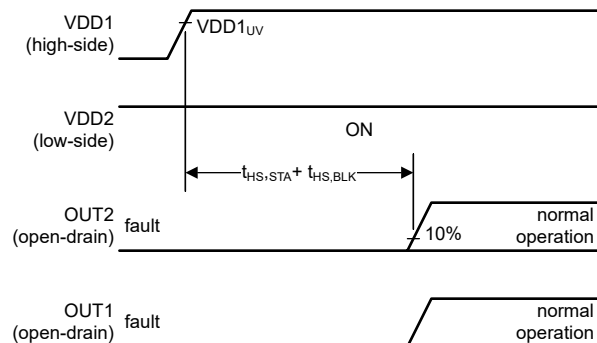 VDD1
(high-side)
VDD1UV
VDD2
(low-side)
ON
tHS,STA+ tHS,BLK
OUT2
(open-drain)
fault
10%
normal
operation
OUT1
(open-drain)
fault
normal
operation